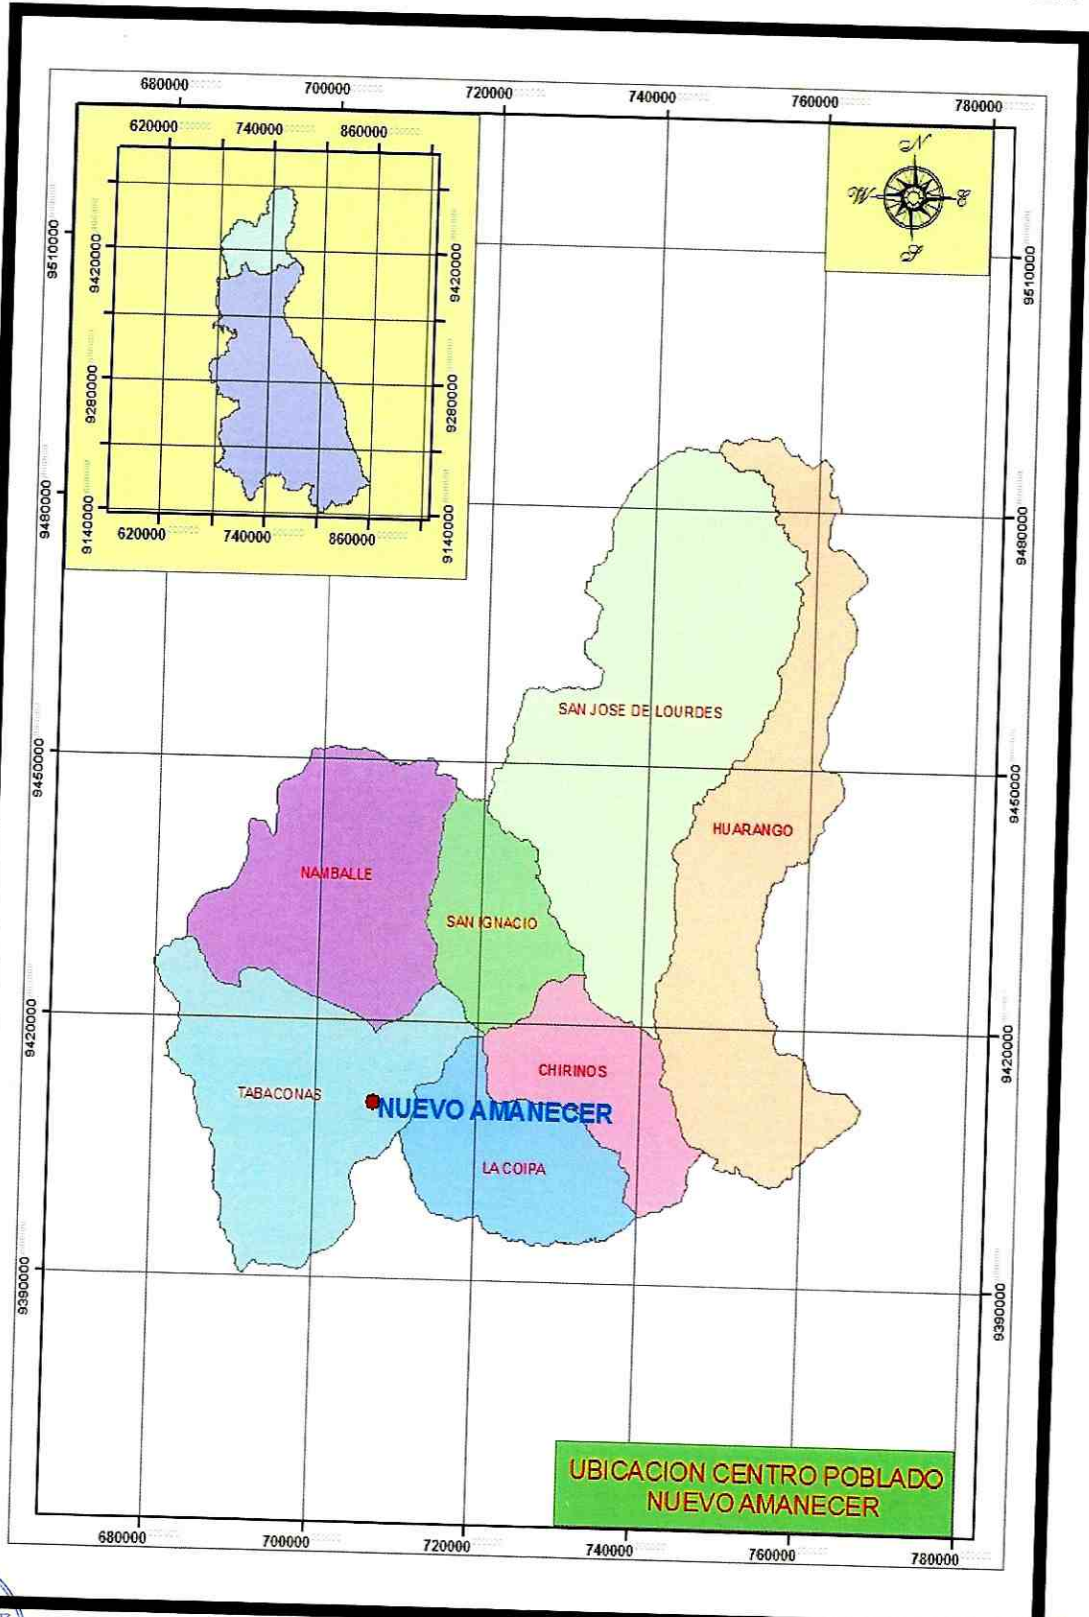 680000
700000
720000
740000
760000
780000
620000
740000
860000
9420000
9280000
9140000
9420000
9280000
9140000
620000
740000
860000
N
W
E
S
9510000
9480000
9450000
9420000
9390000
9510000
9480000
9450000
9420000
9390000
SAN JOSE DE LOURDES
HUARANGO
NAMBALLE
SAN IGNACIO
CHIRINOS
TABACONAS
NUEVO AMANECER
LA COIPA
UBICACION CENTRO POBLADO
NUEVO AMANECER
680000
700000
720000
740000
760000
780000